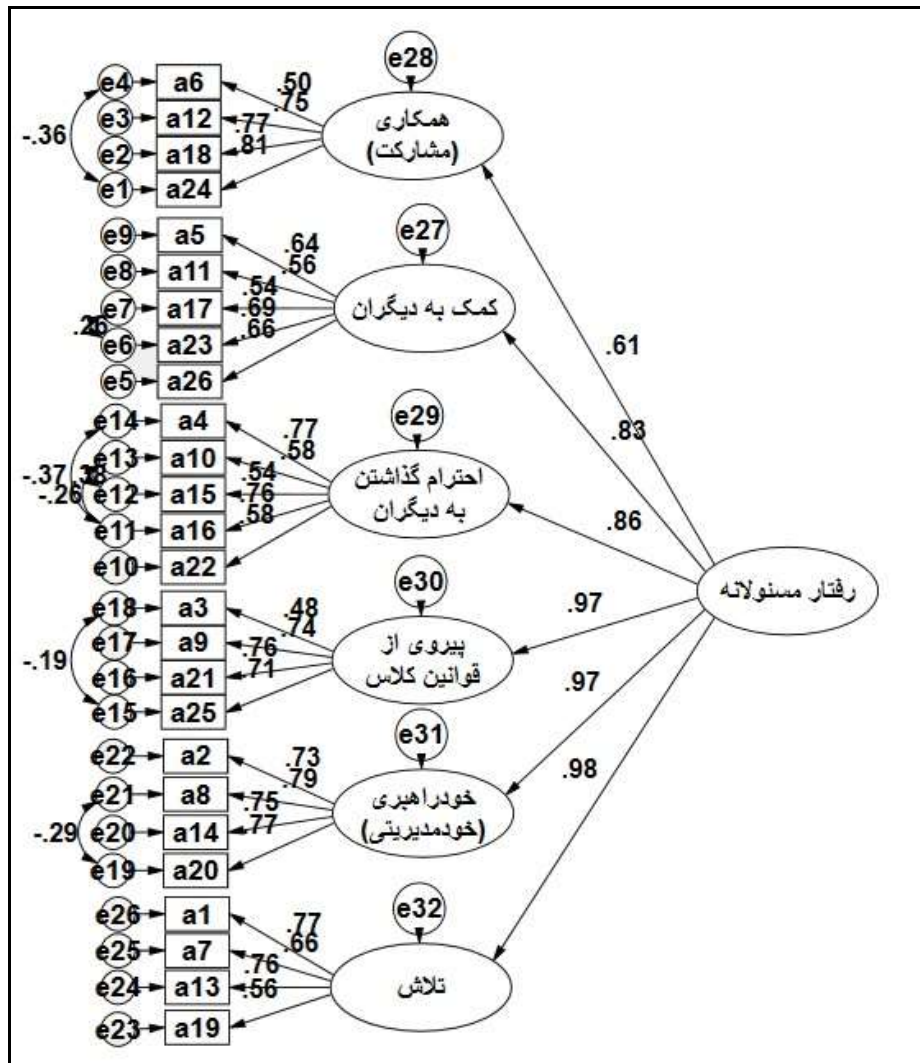 e28
e4 a6 .50
.75
همکاری
(مشارکت)
e3 a12 .77
-.36
e2 a18 .81
e1 a24
e27
e9 a5 .64
.56
e8 a11 .54
کمک به دیگران
e7 a17 .69
e6 a23 .66
.61
e5 a26
e29
.83
e14 a4 .77
.58
e13 a10 .54
احترام گذاشتن
به دیگران
-.37
-.26
e12 a15 .76
e11 a16 .58
.86
e10 a22
رفتار مسئولانه
e30
e18 a3 .48
.74
.97
e17 a9 .76
پیروی از
قوانین کلاس
-.19
e16 a21 .71
e15 a25
.97
e31
e22 a2 .73
.79
.98
e21 a8 .75
خودراهبری
(خودمدیریتی)
-.29
e20 a14 .77
e19 a20
e32
e26 a1 .77
.66
e25 a7 .76
تلاش
e24 a13 .56
e23 a19